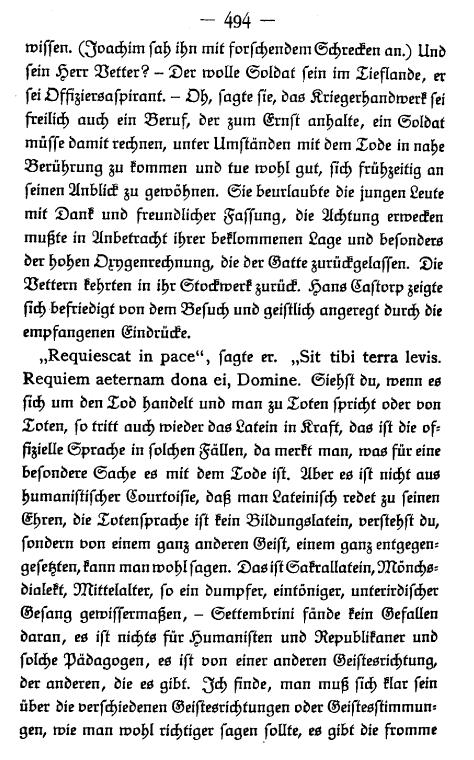 — 494 —
wissen. (Joachim sah ihn mit forschendem Schrecken an.) Und
sein Herr Vetter? – Der wolle Soldat sein im Tieflande, er
sei Offiziersaspirant. – Oh, sagte sie, das Kriegerhandwerk sei
freilich auch ein Beruf, der zum Ernst anhalte, ein Soldat
müsse damit rechnen, unter Umständen mit dem Tode in nahe
Berührung zu kommen und tue wohl gut, sich frühzeitig an
seinen Anblick zu gewöhnen. Sie beurlaubte die jungen Leute
mit Dank und freundlicher Fassung, die Achtung erwecken
mußte in Anbetracht ihrer beklommenen Lage und besonders
der hohen Oxygenrechnung, die der Gatte zurückgelassen. Die
Vettern kehrten in ihr Stockwerk zurück. Hans Castorp zeigte
sich befriedigt von dem Besuch und geistlich angeregt durch die
empfangenen Eindrücke.
„Requiescat in pace“, sagte er. „Sit tibi terra levis.
Requiem aeternam dona ei, Domine. Siehst du, wenn es
sich um den Tod handelt und man zu Toten spricht oder von
Toten, so tritt auch wieder das Latein in Kraft, das ist die of-
fizielle Sprache in solchen Fällen, da merkt man, was für eine
besondere Sache es mit dem Tode ist. Aber es ist nicht aus
humanistischer Courtoisie, daß man Lateinisch redet zu seinen
Ehren, die Totensprache ist kein Bildungslatein, verstehst du,
sondern von einem ganz anderen Geist, einem ganz entgegen-
gesetzten, kann man wohl sagen. Das ist Sakrallatein, Mönchs-
dialekt, Mittelalter, so ein dumpfer, eintöniger, unterirdischer
Gesang gewissermaßen, – Settembrini fände kein Gefallen
daran, es ist nichts für Humanisten und Republikaner und
solche Pädagogen, es ist von einer anderen Geistesrichtung,
der anderen, die es gibt. Ich finde, man muß sich klar sein
über die verschiedenen Geistesrichtungen oder Geistesstimmun-
gen, wie man wohl richtiger sagen sollte, es gibt die fromme